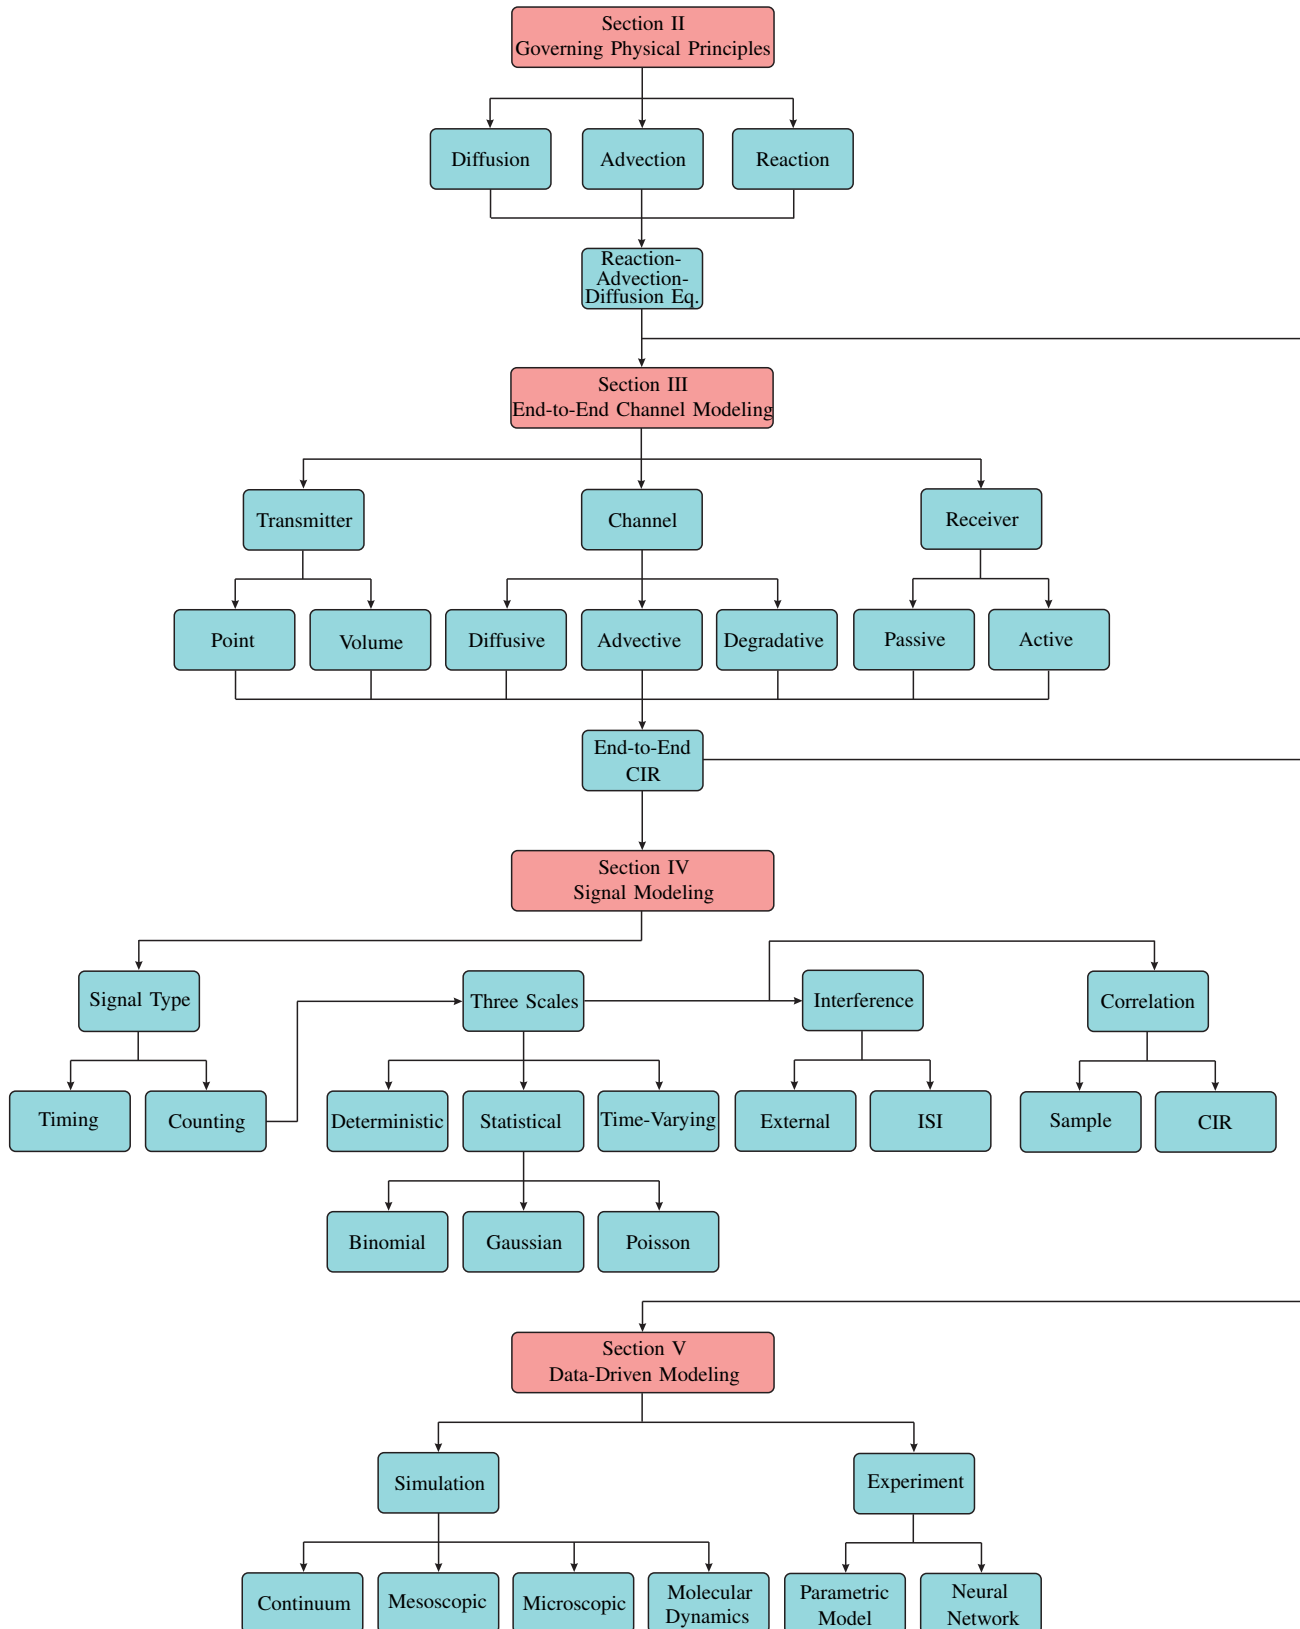 Section II
Governing Physical Principles
Diffusion
Advection
Reaction
Reaction-
Advection-
Diffusion Eq.
Section III
End-to-End Channel Modeling
Transmitter
Channel
Receiver
Point
Volume
Diffusive
Advective
Degradative
Passive
Active
End-to-End
CIR
Section IV
Signal Modeling
Signal Type
Three Scales
Interference
Correlation
Timing
Counting
Deterministic
Statistical
Time-Varying
External
ISI
Sample
CIR
Binomial
Gaussian
Poisson
Section V
Data-Driven Modeling
Simulation
Experiment
Continuum
Mesoscopic
Microscopic
Molecular
Dynamics
Parametric
Model
Neural
Network